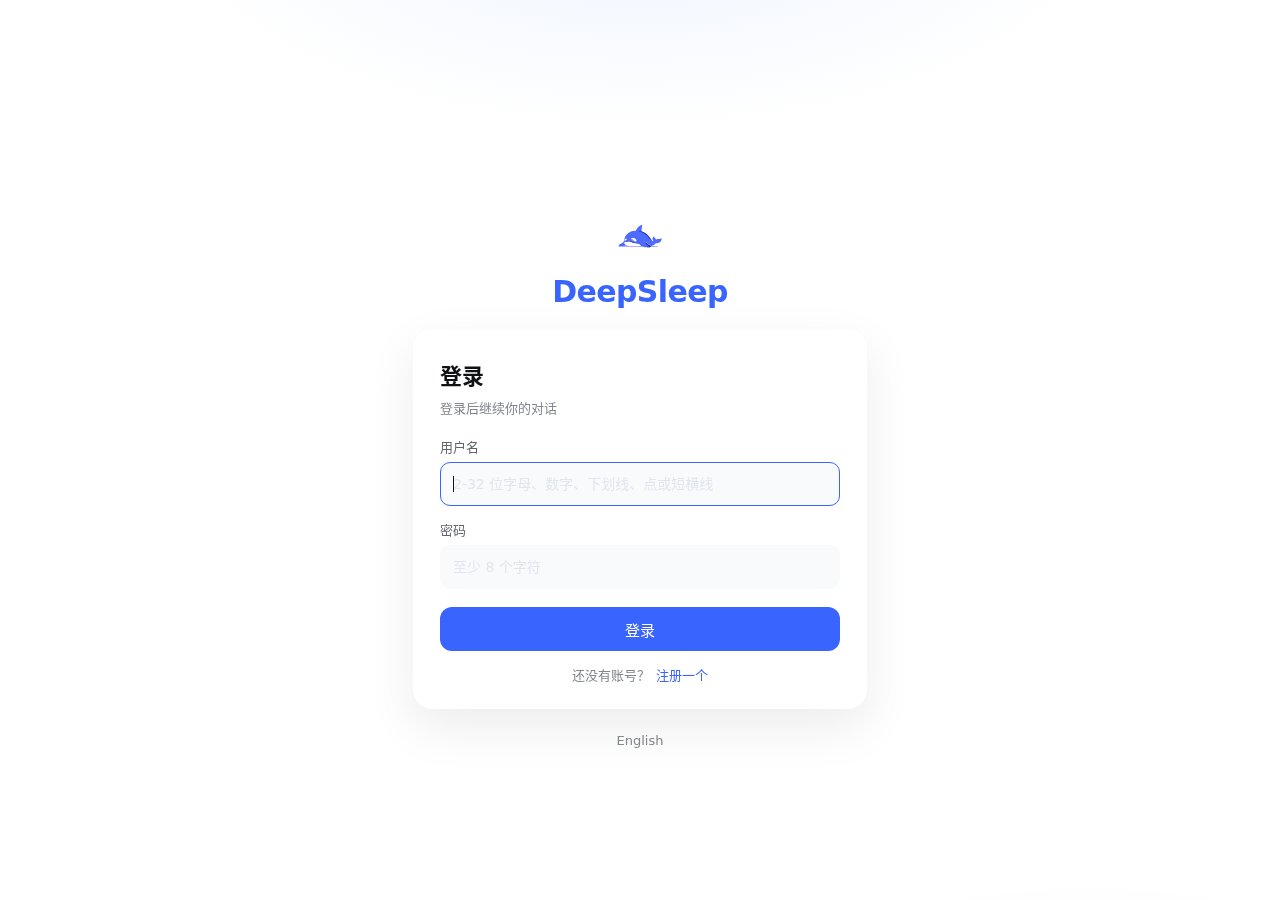 DeepSleep
登录
登录后继续你的对话
用户名
2-32 位字母、数字、下划线、点或短横线
密码
至少 8 个字符
登录
还没有账号？ 注册一个
English